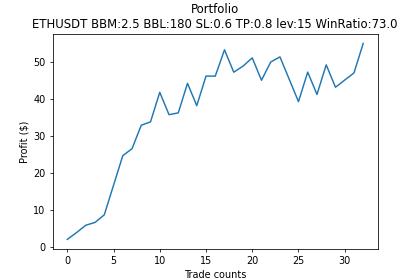 Portfolio
ETHUSDT BBM:2.5 BBL:180 SL:0.6 TP:0.8 lev:15 WinRatio:73.0
50
40
30
20
10
0
Profit ($)
0 5 10 15 20 25 30
Trade counts